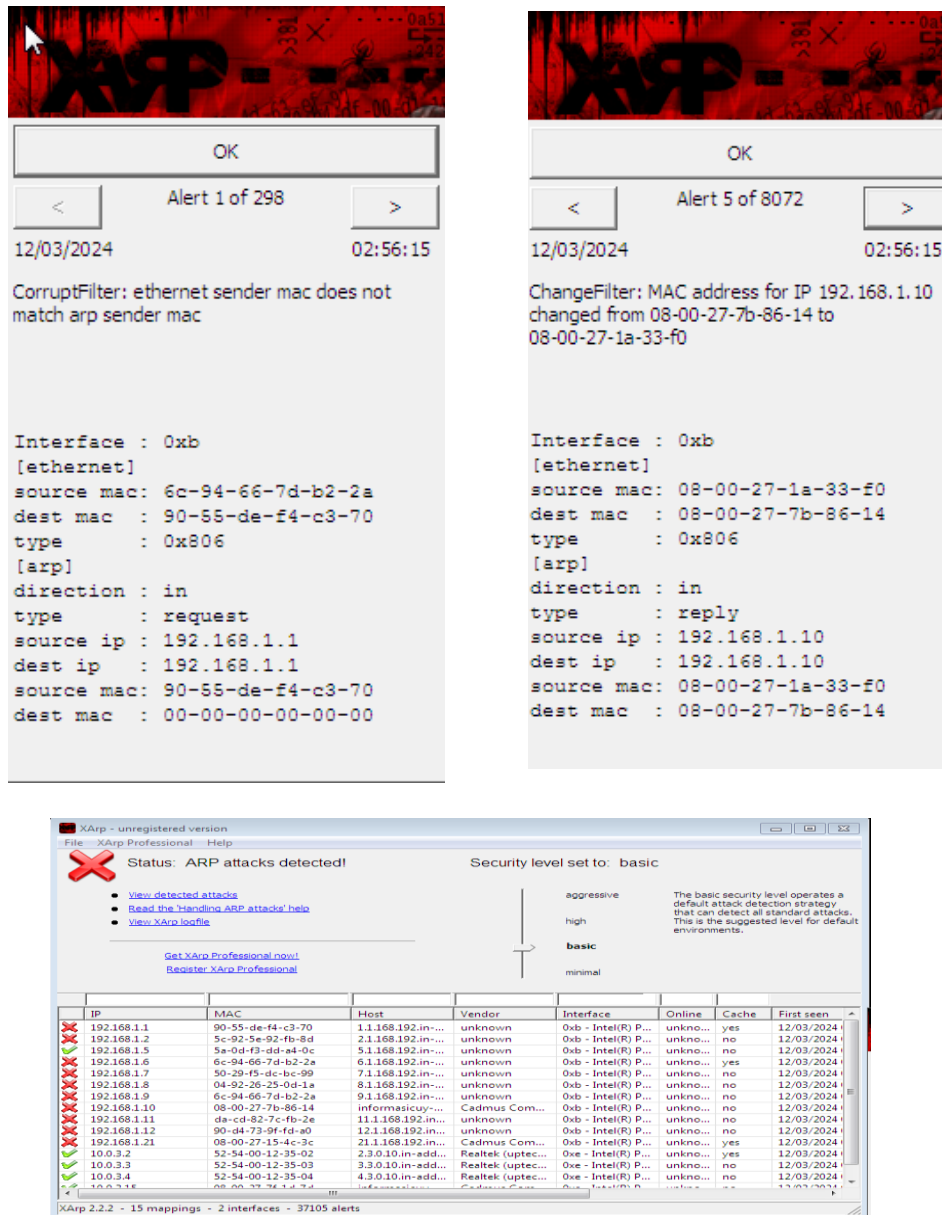 XARP
OK
< Alert 1 of 298 >
12/03/2024 02:56:15
CorruptFilter: ethernet sender mac does not
match arp sender mac
Interface : 0xb
[ethernet]
source mac: 6c-94-66-7d-b2-2a
dest mac : 90-55-de-f4-c3-70
type : 0x806
[arp]
direction : in
type : request
source ip : 192.168.1.1
dest ip : 192.168.1.1
source mac: 90-55-de-f4-c3-70
dest mac : 00-00-00-00-00-00
XARP
OK
< Alert 5 of 8072 >
12/03/2024 02:56:15
ChangeFilter: MAC address for IP 192.168.1.10
changed from 08-00-27-7b-86-14 to
08-00-27-1a-33-f0
Interface : 0xb
[ethernet]
source mac: 08-00-27-1a-33-f0
dest mac : 08-00-27-7b-86-14
type : 0x806
[arp]
direction : in
type : reply
source ip : 192.168.1.10
dest ip : 192.168.1.10
source mac: 08-00-27-1a-33-f0
dest mac : 08-00-27-7b-86-14
XArp - unregistered version
File XArp Professional Help
Status: ARP attacks detected!
View detected attacks
Read the 'Handling ARP attacks' help
View XArp logfile
Get XArp Professional now!
Register XArp Professional
Security level set to: basic
aggressive
high
basic
minimal
The basic security level operates a
default attack detection strategy
that can detect all standard attacks.
This is the suggested level for default
environments.
IP MAC Host Vendor Interface Online Cache First seen
192.168.1.1 90-55-de-f4-c3-70 1.1.168.192.in-... unknown 0xb - Intel(R) P... unkno... yes 12/03/2024
192.168.1.2 5c-92-5e-92-fb-8d 2.1.168.192.in-... unknown 0xb - Intel(R) P... unkno... no 12/03/2024
192.168.1.5 5a-0d-f3-dd-a4-0c 5.1.168.192.in-... unknown 0xb - Intel(R) P... unkno... no 12/03/2024
192.168.1.6 6c-94-66-7d-b2-2a 6.1.168.192.in-... unknown 0xb - Intel(R) P... unkno... yes 12/03/2024
192.168.1.7 50-29-f5-dc-bc-99 7.1.168.192.in-... unknown 0xb - Intel(R) P... unkno... no 12/03/2024
192.168.1.8 04-92-26-25-0d-1a 8.1.168.192.in-... unknown 0xb - Intel(R) P... unkno... no 12/03/2024
192.168.1.9 6c-94-66-7d-b2-2a 9.1.168.192.in-... unknown 0xb - Intel(R) P... unkno... no 12/03/2024
192.168.1.10 08-00-27-7b-86-14 informasicuy-... Cadmus Com... 0xb - Intel(R) P... unkno... no 12/03/2024
192.168.1.11 da-cd-82-7c-fb-2e 11.1.168.192.in... unknown 0xb - Intel(R) P... unkno... no 12/03/2024
192.168.1.12 90-d4-73-9f-fd-a0 12.1.168.192.in... unknown 0xb - Intel(R) P... unkno... no 12/03/2024
192.168.1.21 08-00-27-15-4c-3c 21.1.168.192.in... Cadmus Com... 0xb - Intel(R) P... unkno... yes 12/03/2024
10.0.3.2 52-54-00-12-35-02 2.3.0.10.in-add... Realtek (uptec... 0xe - Intel(R) P... unkno... yes 12/03/2024
10.0.3.3 52-54-00-12-35-03 3.3.0.10.in-add... Realtek (uptec... 0xe - Intel(R) P... unkno... no 12/03/2024
10.0.3.4 52-54-00-12-35-04 4.3.0.10.in-add... Realtek (uptec... 0xe - Intel(R) P... unkno... no 12/03/2024
XArp 2.2.2 - 15 mappings - 2 interfaces - 37105 alerts